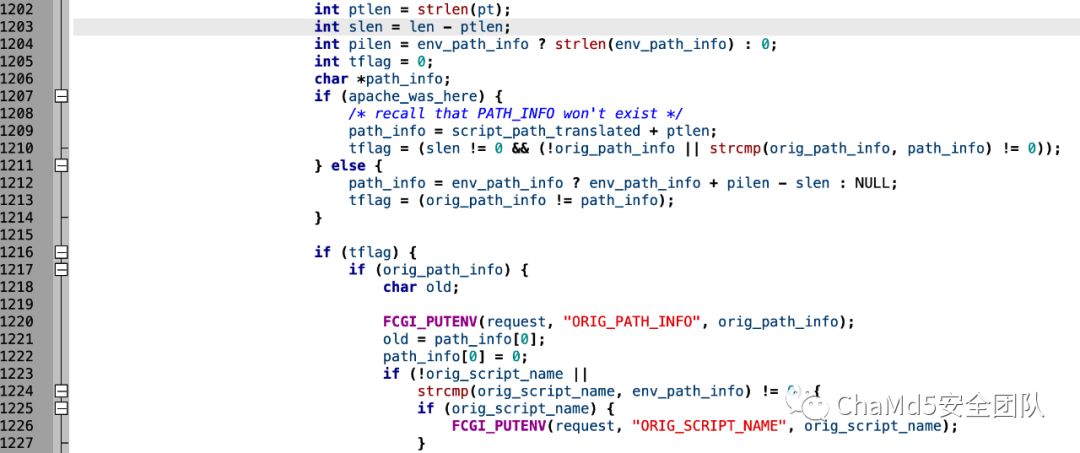 1202 int ptlen = strlen(pt);
1203 int slen = len - ptlen;
1204 int pilen = env_path_info ? strlen(env_path_info) : 0;
1205 int tflag = 0;
1206 char *path_info;
1207 if (apache_was_here) {
1208 /* recall that PATH_INFO won't exist */
1209 path_info = script_path_translated + ptlen;
1210 tflag = (slen != 0 && (!orig_path_info || strcmp(orig_path_info, path_info) != 0));
1211 } else {
1212 path_info = env_path_info ? env_path_info + pilen - slen : NULL;
1213 tflag = (orig_path_info != path_info);
1214 }
1215
1216 if (tflag) {
1217 if (orig_path_info) {
1218 char old;
1219
1220 FCGI_PUTENV(request, "ORIG_PATH_INFO", orig_path_info);
1221 old = path_info[0];
1222 path_info[0] = 0;
1223 if (!orig_script_name ||
1224 strcmp(orig_script_name, env_path_info) != {
1225 if (orig_script_name) {
1226 FCGI_PUTENV(request, "ORIG_SCRIPT_NAME", orig_script_name);
1227 }
ChaMd5安全团队